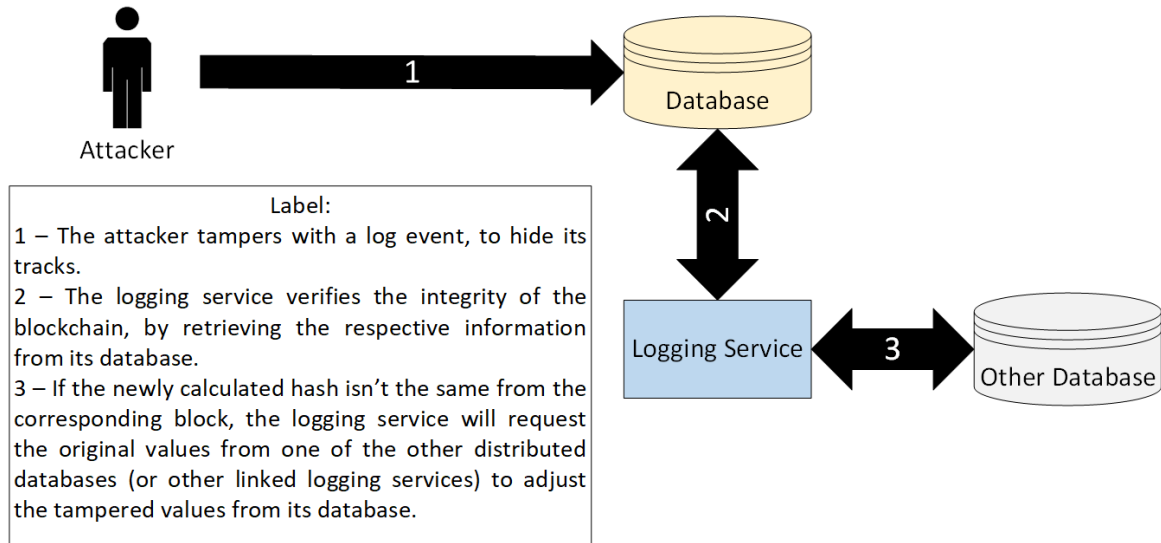 1
Database
Attacker
2
Label:
1 – The attacker tampers with a log event, to hide its
tracks.
2 – The logging service verifies the integrity of the
blockchain, by retrieving the respective information
from its database.
3 – If the newly calculated hash isn’t the same from the
corresponding block, the logging service will request
the original values from one of the other distributed
databases (or other linked logging services) to adjust
the tampered values from its database.
Logging Service
3
Other Database